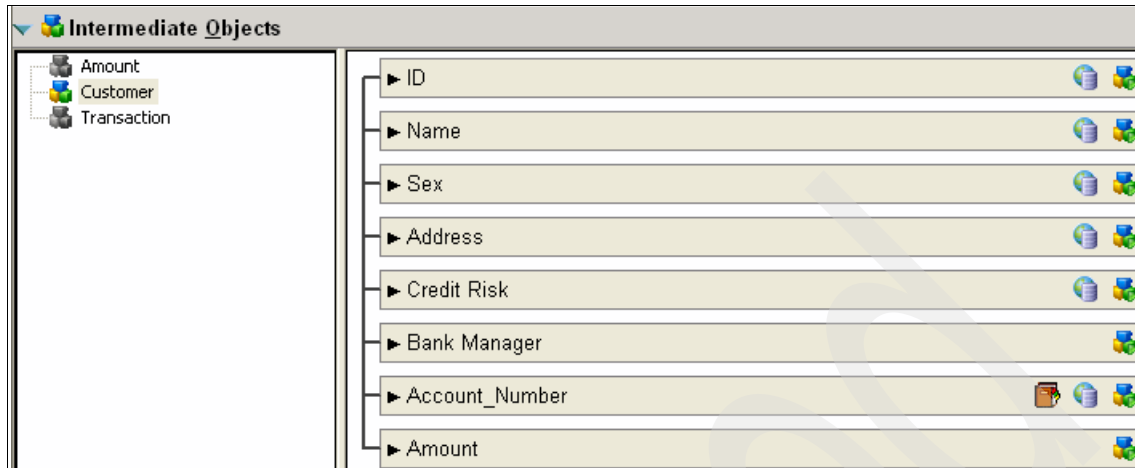 Intermediate Objects
Amount
Customer
Transaction
ID
Name
Sex
Address
Credit Risk
Bank Manager
Account_Number
Amount